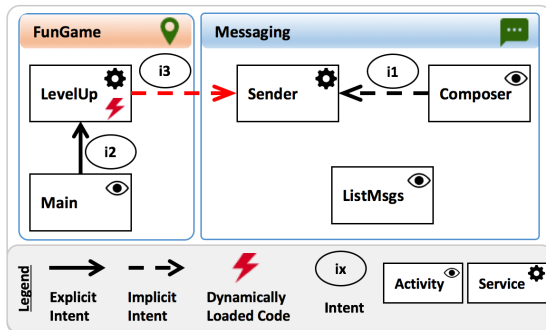 FunGame
Messaging
LevelUp
i3
Sender
i1
Composer
i2
Main
ListMsgs
Legend
Explicit
Intent
Implicit
Intent
Dynamically
Loaded Code
ix
Intent
Activity
Service